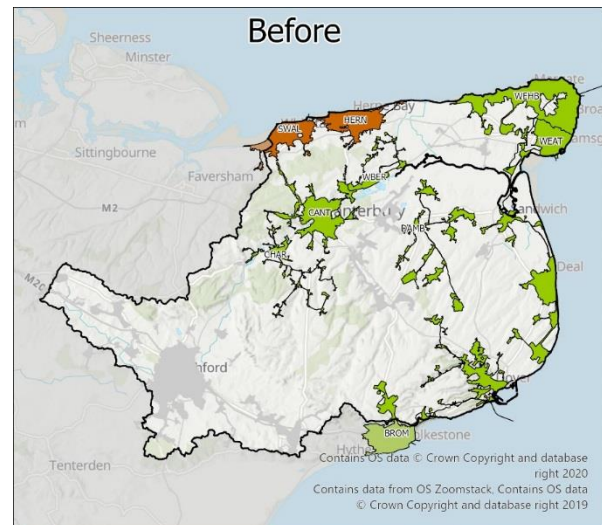 Before
Sheerness
Minster
Herne Bay
WEHB
HERN
SWAL
WEAT
Sittingbourne
Faversham
WBER
M2
CANT
CHAR
Deal
BROM
Tenterden
Contains OS data © Crown Copyright and database
right 2020
Contains data from OS Zoomstack, Contains OS data
© Crown Copyright and database right 2019